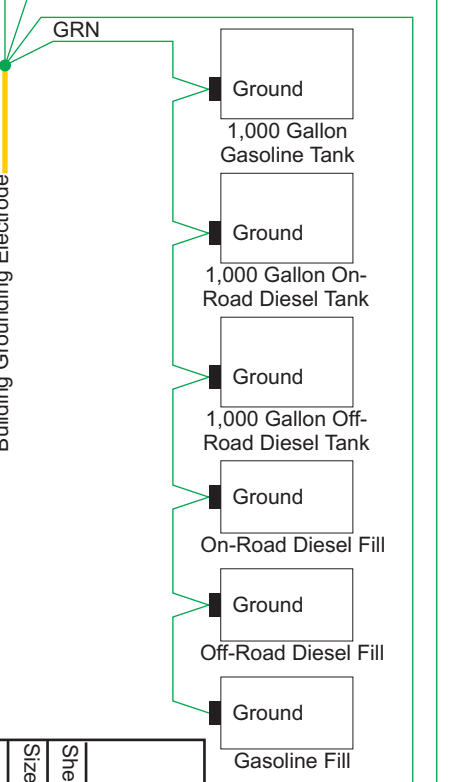 GRN
Ground
1,000 Gallon
Gasoline Tank
Ground
1,000 Gallon On-
Road Diesel Tank
Ground
1,000 Gallon Off-
Road Diesel Tank
Ground
On-Road Diesel Fill
Ground
Off-Road Diesel Fill
Ground
Gasoline Fill
Building Grounding Electrode
Size
She